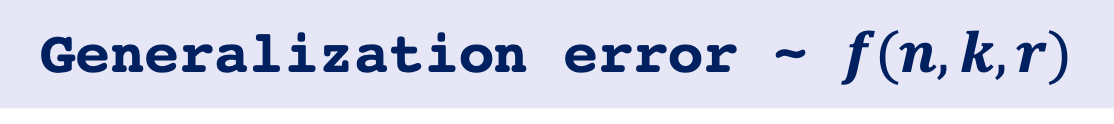 Generalization error ~ f(n, k, r)